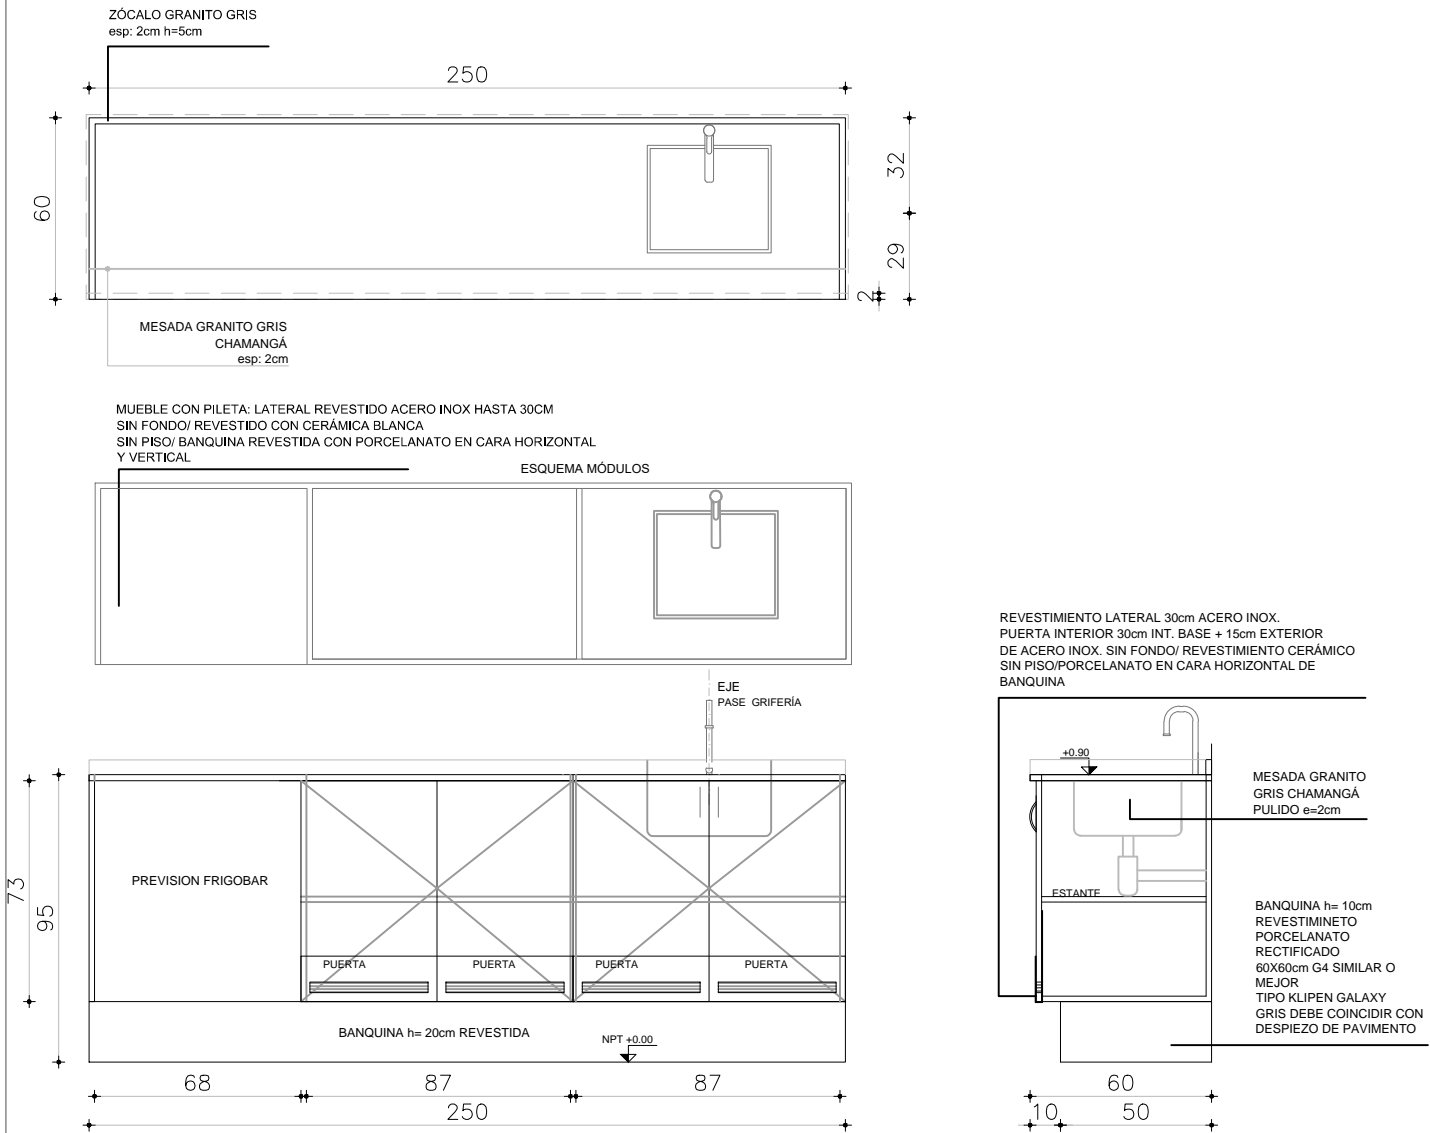 ZÓCALO GRANITO GRIS
esp: 2cm h=5cm
250
60
32
29
2
MESADA GRANITO GRIS
CHAMANGÁ
esp: 2cm
MUEBLE CON PILETA: LATERAL REVESTIDO ACERO INOX HASTA 30CM
SIN FONDO/ REVESTIDO CON CERÁMICA BLANCA
SIN PISO/ BANQUINA REVESTIDA CON PORCELANATO EN CARA HORIZONTAL
Y VERTICAL
ESQUEMA MÓDULOS
EJE
PASE GRIFERÍA
73
95
PREVISION FRIGOBAR
PUERTA
PUERTA
PUERTA
PUERTA
BANQUINA h= 20cm REVESTIDA
NPT +0.00
68
87
87
250
REVESTIMIENTO LATERAL 30cm ACERO INOX.
PUERTA INTERIOR 30cm INT. BASE + 15cm EXTERIOR
DE ACERO INOX. SIN FONDO/ REVESTIMIENTO CERÁMICO
SIN PISO/PORCELANATO EN CARA HORIZONTAL DE
BANQUINA
+0.90
MESADA GRANITO
GRIS CHAMANGÁ
PULIDO e=2cm
ESTANTE
BANQUINA h= 10cm
REVESTIMINETO
PORCELANATO
RECTIFICADO
60X60cm G4 SIMILAR O
MEJOR
TIPO KLIPEN GALAXY
GRIS DEBE COINCIDIR CON
DESPIEZO DE PAVIMENTO
60
10
50